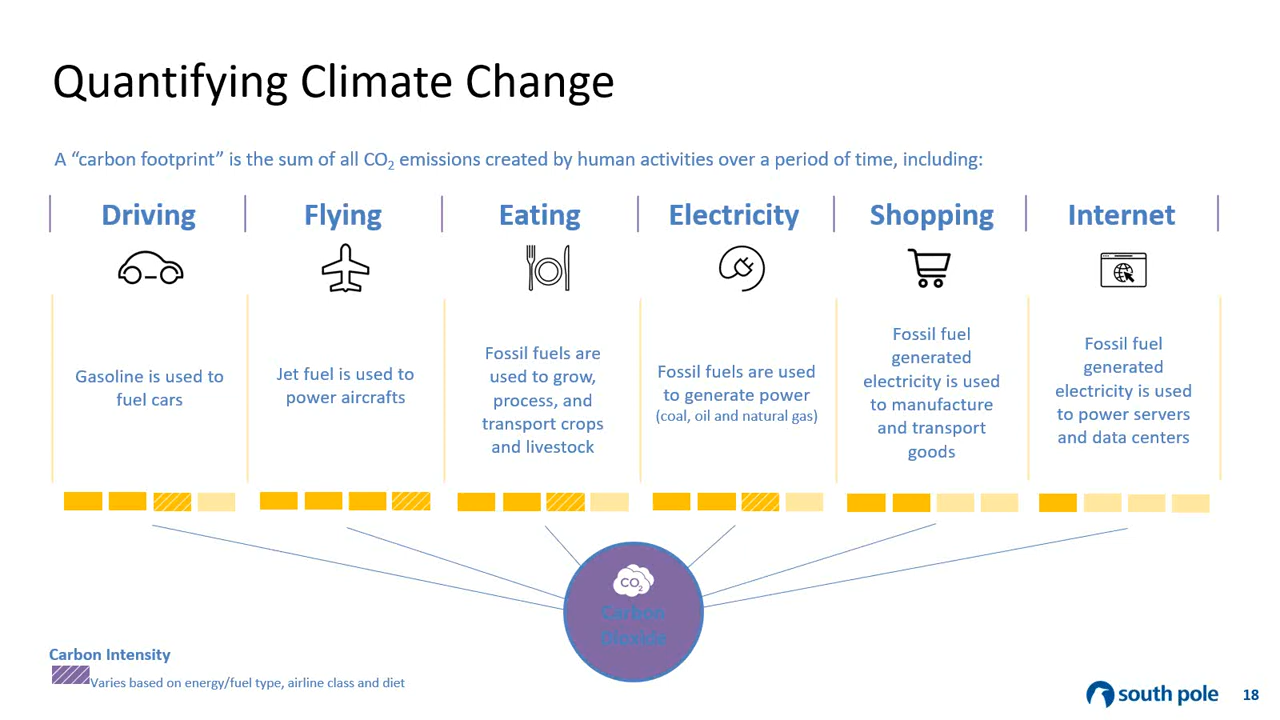 Quantifying Climate Change
A “carbon footprint” is the sum of all CO₂ emissions created by human activities over a period of time, including:
Driving
Flying
Eating
Electricity
Shopping
Internet
Gasoline is used to
fuel cars
Jet fuel is used to
power aircrafts
Fossil fuels are
used to grow,
process, and
transport crops
and livestock
Fossil fuels are used
to generate power
(coal, oil and natural gas)
Fossil fuel
generated
electricity is used
to manufacture
and transport
goods
Fossil fuel
generated
electricity is used
to power servers
and data centers
CO₂
Carbon
Dioxide
Carbon Intensity
Varies based on energy/fuel type, airline class and diet
south pole
18